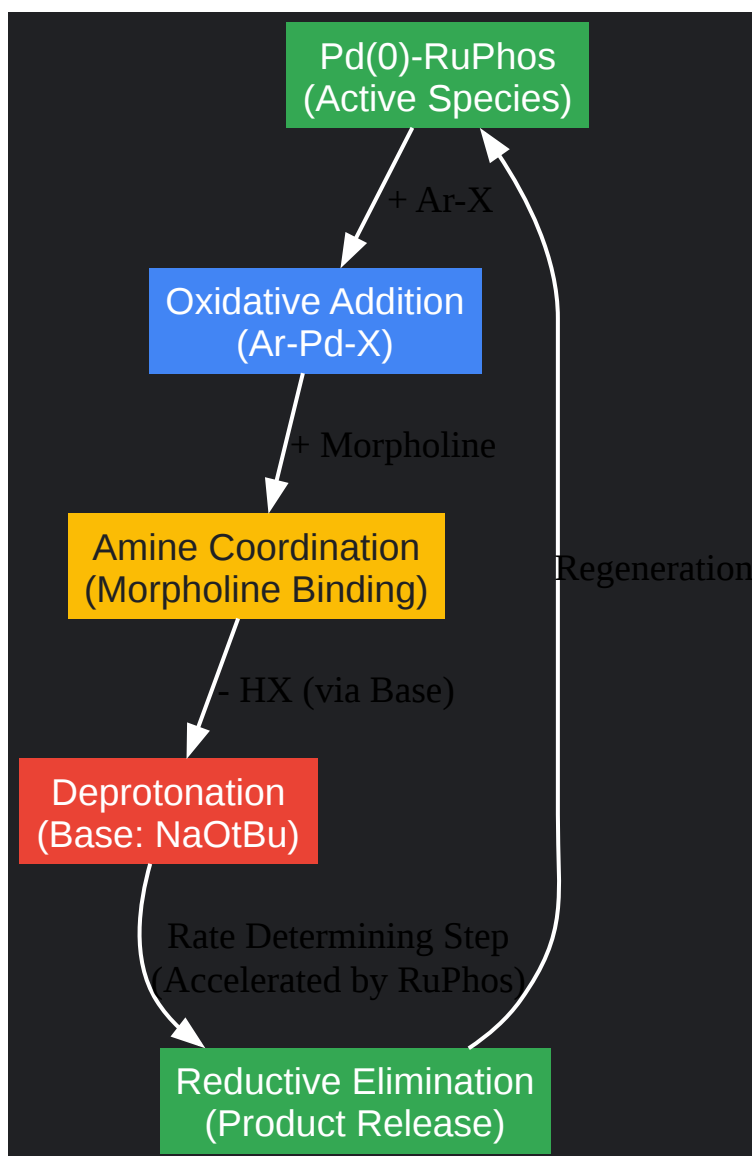 Pd(0)-RuPhos
(Active Species)
+ Ar-X
Oxidative Addition
(Ar-Pd-X)
+ Morpholine
Amine Coordination
(Morpholine Binding)
Regeneration
- HX (via Base)
Deprotonation
(Base: NaOtBu)
Rate Determining Step
(Accelerated by RuPhos)
Reductive Elimination
(Product Release)